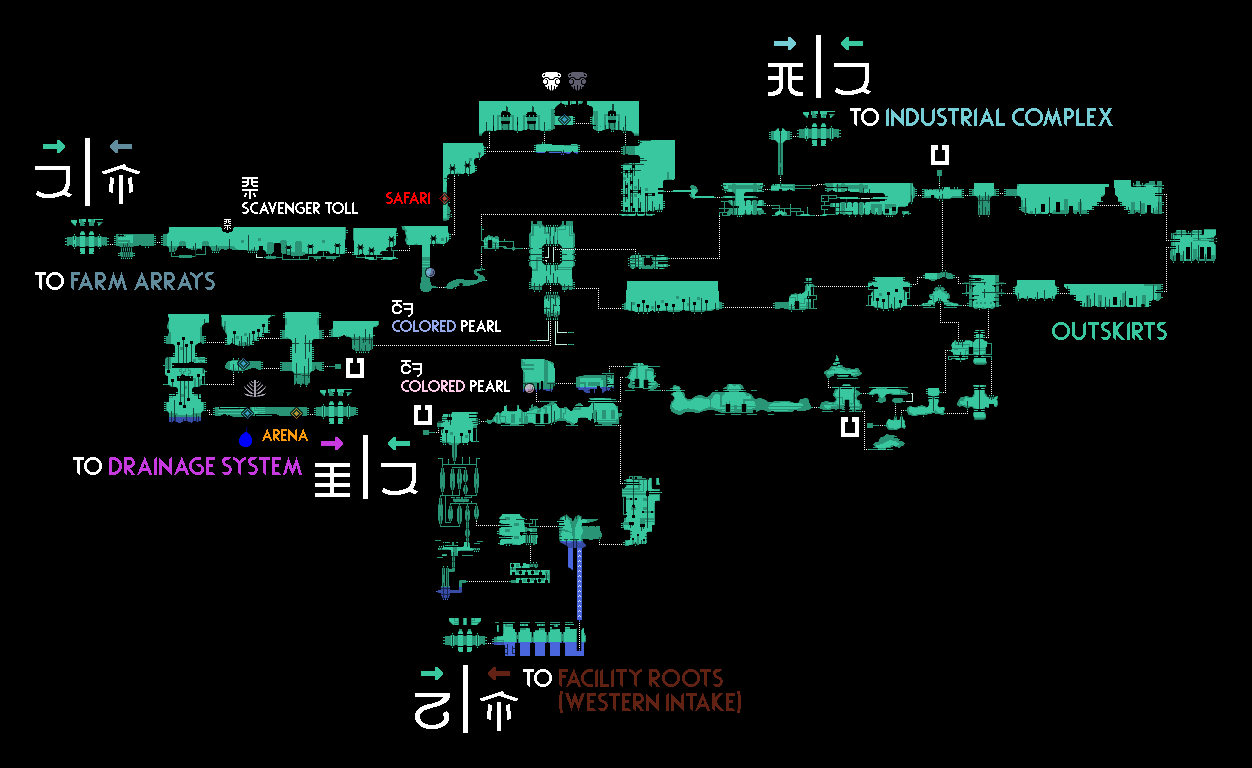 TO INDUSTRIAL COMPLEX
SCAVENGER TOLL
SAFARI
TO FARM ARRAYS
COLORED PEARL
OUTSKIRTS
COLORED PEARL
ARENA
TO DRAINAGE SYSTEM
TO FACILITY ROOTS
(WESTERN INTAKE)